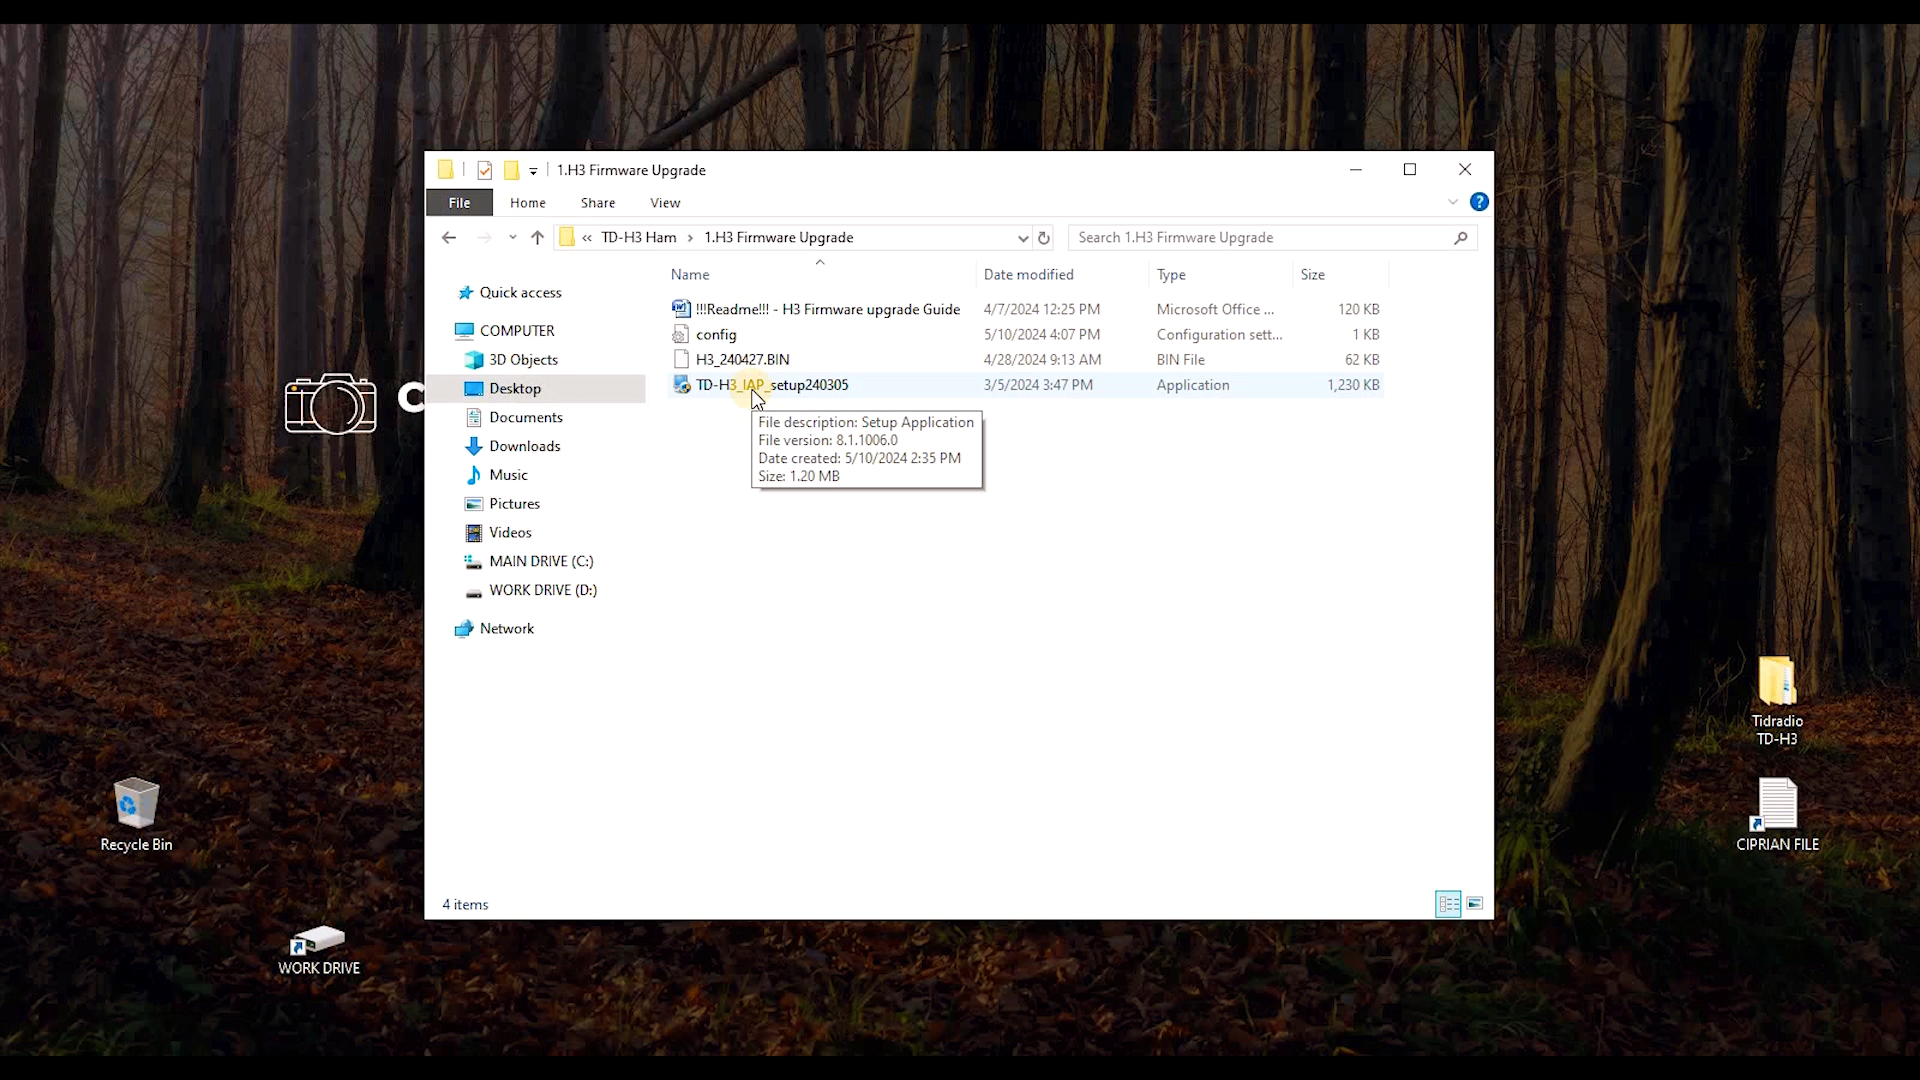 1.H3 Firmware Upgrade
File Home Share View
« TD-H3 Ham › 1.H3 Firmware Upgrade
Search 1.H3 Firmware Upgrade
Name Date modified Type Size
!!!Readme!!! - H3 Firmware upgrade Guide 4/7/2024 12:25 PM Microsoft Office ... 120 KB
config 5/10/2024 4:07 PM Configuration sett... 1 KB
H3_240427.BIN 4/28/2024 9:13 AM BIN File 62 KB
TD-H3_IAP_setup240305 3/5/2024 3:47 PM Application 1,230 KB
File description: Setup Application
File version: 8.1.1006.0
Date created: 5/10/2024 2:35 PM
Size: 1.20 MB
Quick access
COMPUTER
3D Objects
Desktop
Documents
Downloads
Music
Pictures
Videos
MAIN DRIVE (C:)
WORK DRIVE (D:)
Network
4 items
C
Recycle Bin
WORK DRIVE
Tidradio
TD-H3
CIPRIAN FILE